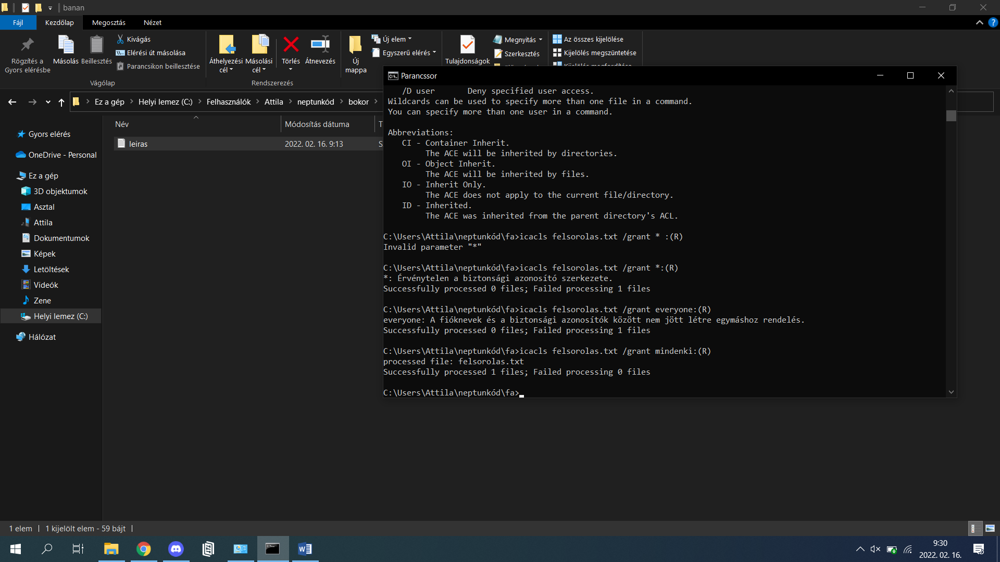 banan
Fájl
Kezdőlap
Megosztás
Nézet
Rögzítés a
Gyors elérésbe
Másolás
Beillesztés
Kivágás
Elérési út másolása
Parancsikon beillesztése
Vágólap
Áthelyezési
cél
Másolási
cél
Törlés
Átnevezés
Rendszerezés
Új
mappa
Új elem
Egyszerű elérés
Tulajdonságok
Megnyitás
Szerkesztés
Az összes kijelölése
Kijelölés megszüntetése
Kijelölés megfordítása
Ez a gép
Helyi lemez (C:)
Felhasználók
Attila
neptunkód
bokor
Név
Módosítás dátuma
T
leiras
2022. 02. 16. 9:13
S
Gyors elérés
OneDrive - Personal
Ez a gép
3D objektumok
Asztal
Attila
Dokumentumok
Képek
Letöltések
Videók
Zene
Helyi lemez (C:)
Hálózat
Parancssor
/D user       Deny specified user access.
Wildcards can be used to specify more than one file in a command.
You can specify more than one user in a command.
Abbreviations:
CI - Container Inherit.
The ACE will be inherited by directories.
OI - Object Inherit.
The ACE will be inherited by files.
IO - Inherit Only.
The ACE does not apply to the current file/directory.
ID - Inherited.
The ACE was inherited from the parent directory's ACL.
C:\Users\Attila\neptunkód\fa>icacls felsorolas.txt /grant * :(R)
Invalid parameter "*"
C:\Users\Attila\neptunkód\fa>icacls felsorolas.txt /grant *:(R)
*: Érvénytelen a biztonsági azonosító szerkezete.
Successfully processed 0 files; Failed processing 1 files
C:\Users\Attila\neptunkód\fa>icacls felsorolas.txt /grant everyone:(R)
everyone: A fióknevek és a biztonsági azonosítók között nem jött létre egymáshoz rendelés.
Successfully processed 0 files; Failed processing 1 files
C:\Users\Attila\neptunkód\fa>icacls felsorolas.txt /grant mindenki:(R)
processed file: felsorolas.txt
Successfully processed 1 files; Failed processing 0 files
C:\Users\Attila\neptunkód\fa>
1 elem
1 kijelölt elem - 59 bájt
9:30
2022. 02. 16.